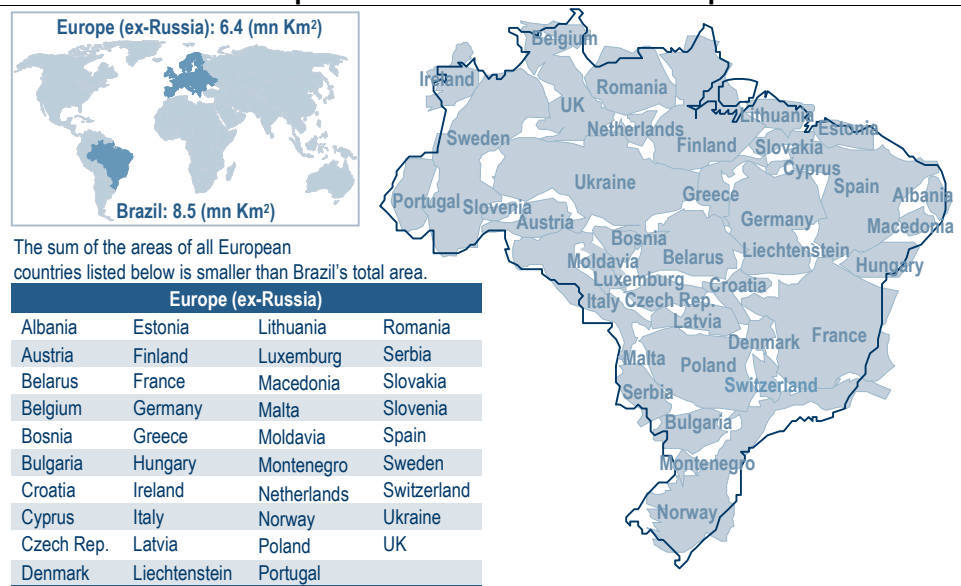 Europe (ex-Russia): 6.4 (mn Km²)
Brazil: 8.5 (mn Km²)
The sum of the areas of all European
countries listed below is smaller than Brazil's total area.
Europe (ex-Russia)
Albania Estonia Lithuania Romania
Austria Finland Luxemburg Serbia
Belarus France Macedonia Slovakia
Belgium Germany Malta Slovenia
Bosnia Greece Moldavia Spain
Bulgaria Hungary Montenegro Sweden
Croatia Ireland Netherlands Switzerland
Cyprus Italy Norway Ukraine
Czech Rep. Latvia Poland UK
Denmark Liechtenstein Portugal
Belgium
Ireland
Romania
UK
Lithuania
Netherlands
Estonia
Sweden
Finland
Slovakia
Cyprus
Ukraine
Spain
Greece
Albania
Portugal
Slovenia
Austria
Germany
Macedonia
Bosnia
Liechtenstein
Moldavia
Belarus
Hungary
Luxemburg
Croatia
Italy
Czech Rep.
Latvia
France
Denmark
Malta
Poland
Switzerland
Serbia
Bulgaria
Montenegro
Norway